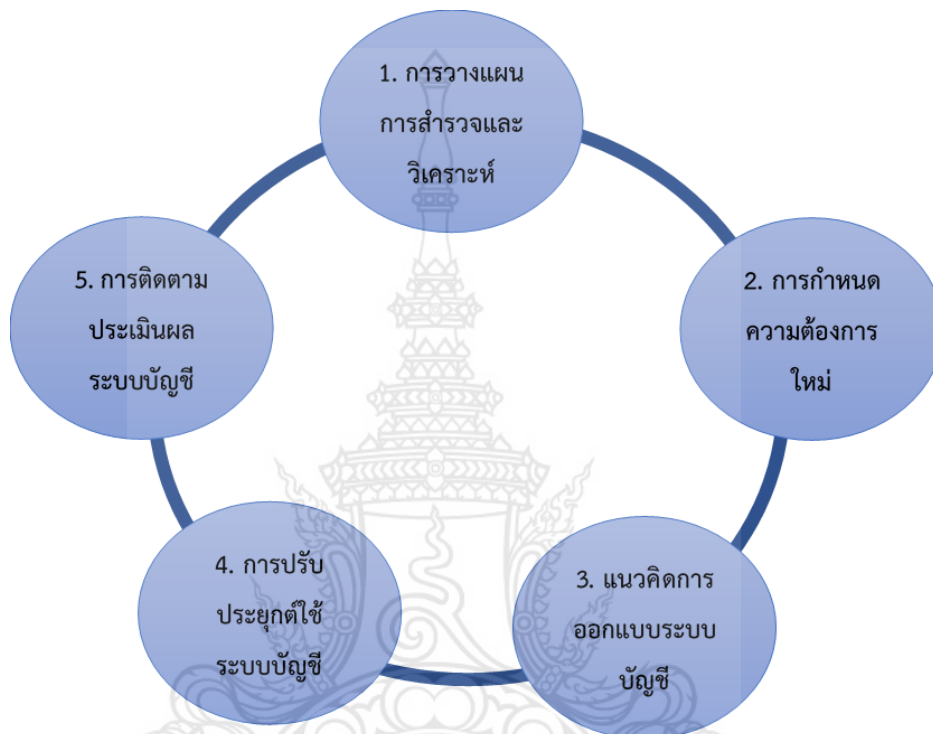 1. การวางแผน
การสำรวจและ
วิเคราะห์
2. การกำหนด
ความต้องการ
ใหม่
3. แนวคิดการ
ออกแบบระบบ
บัญชี
4. การปรับ
ประยุกต์ใช้
ระบบบัญชี
5. การติดตาม
ประเมินผล
ระบบบัญชี